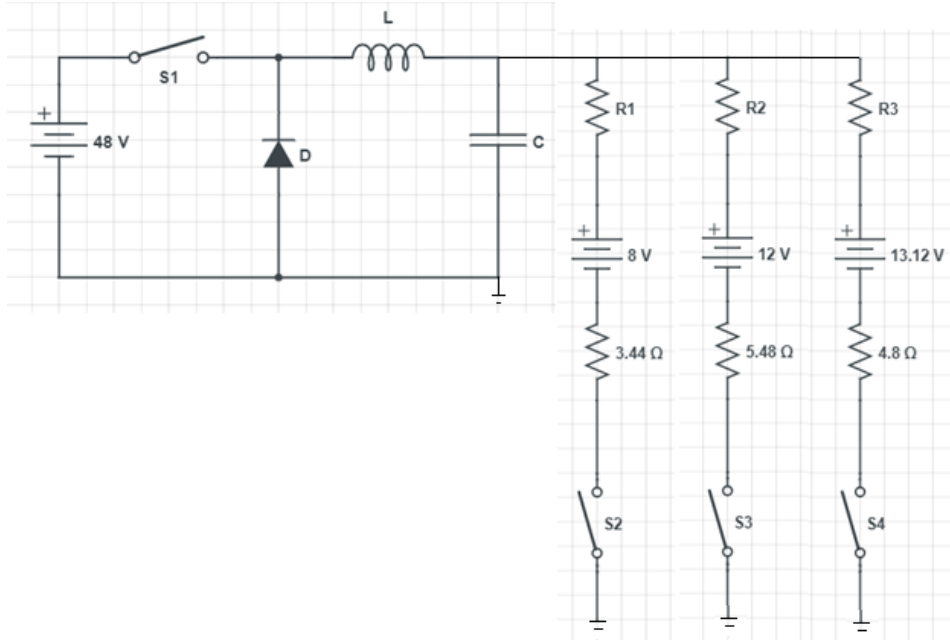 L
S1
+
48 V
D
C
R1
R2
R3
+
8 V
+
12 V
+
13.12 V
3.44 Ω
5.48 Ω
4.8 Ω
S2
S3
S4